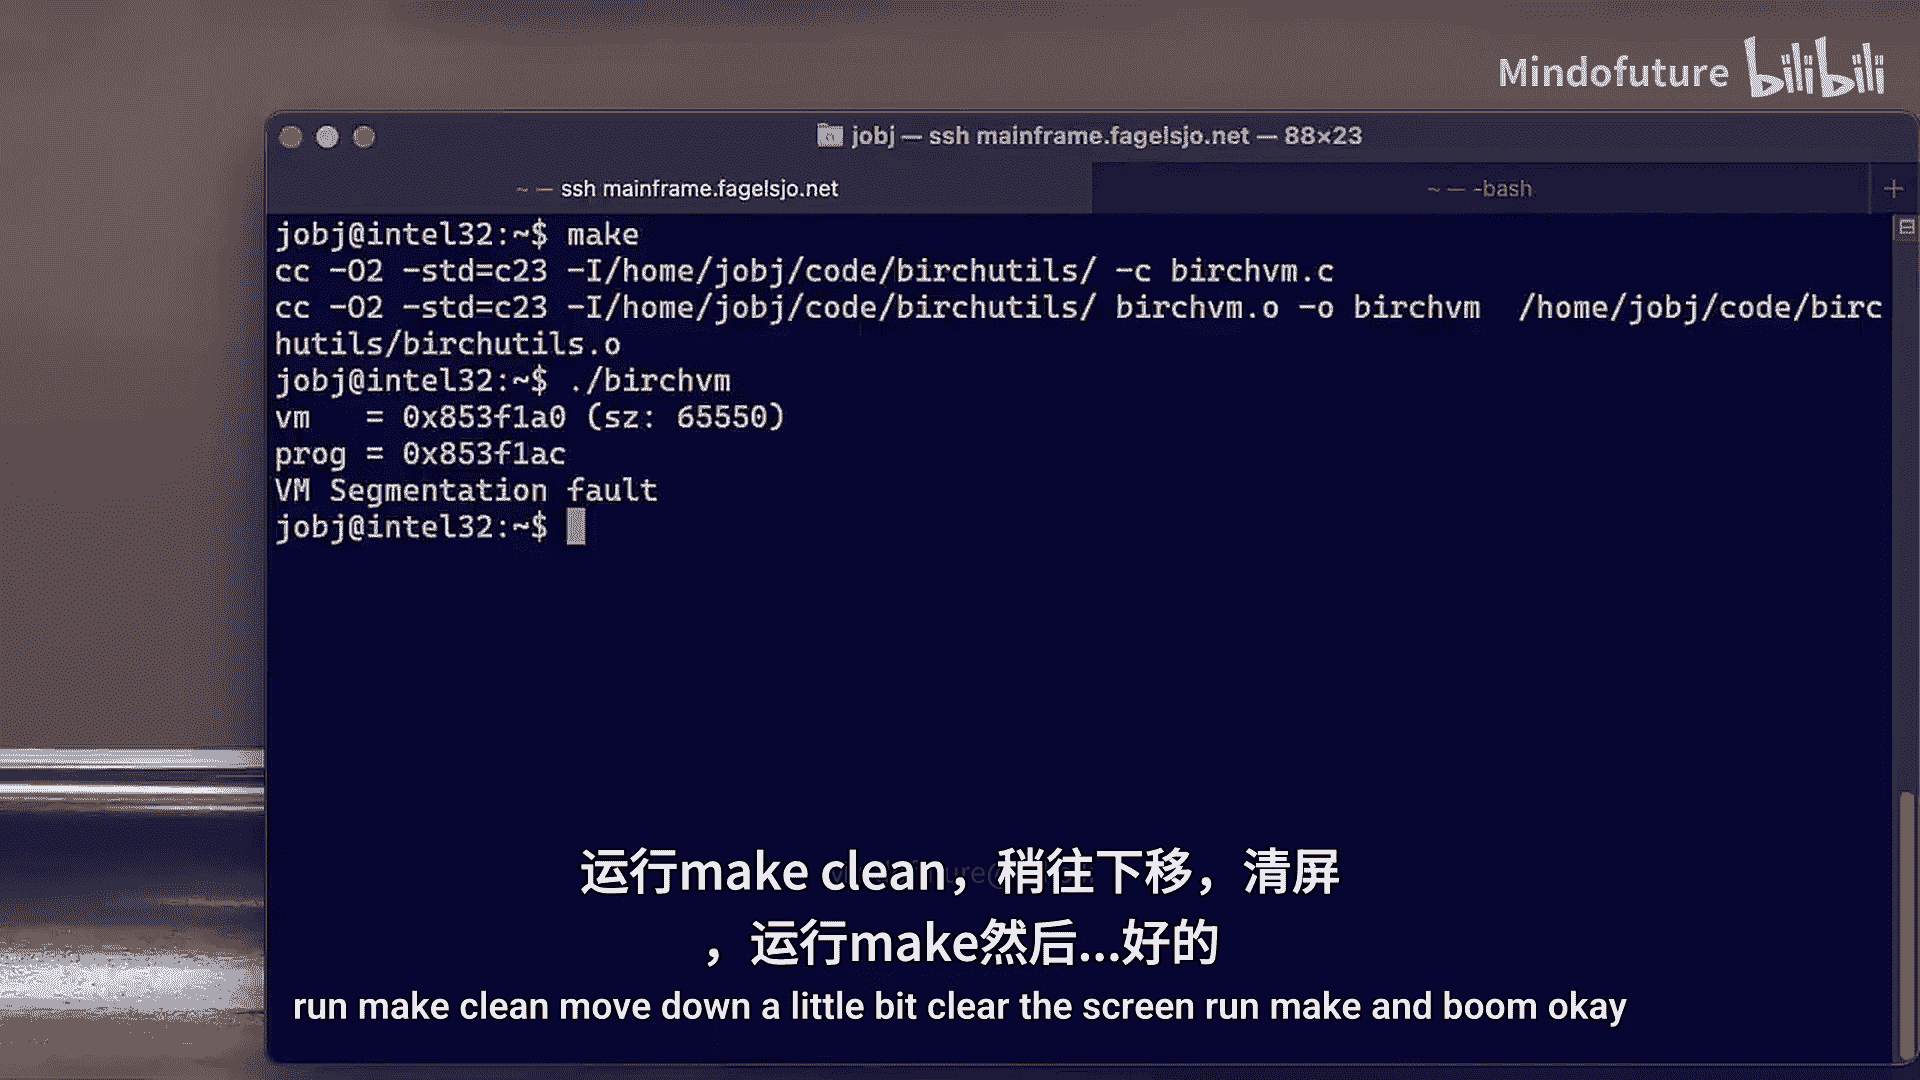 Mindofuture bilibili
jobj — ssh mainframe.fagelsjo.net — 88×23
~ — ssh mainframe.fagelsjo.net
~ — -bash
+
jobj@intel32:~$ make
cc -O2 -std=c23 -I/home/jobj/code/birchutils/ -c birchvm.c
cc -O2 -std=c23 -I/home/jobj/code/birchutils/ birchvm.o -o birchvm  /home/jobj/code/birc
hutils/birchutils.o
jobj@intel32:~$ ./birchvm
vm   = 0x853f1a0 (sz: 65550)
prog = 0x853f1ac
VM Segmentation fault
jobj@intel32:~$
运行make clean，稍往下移，清屏
，运行make然后...好的
run make clean move down a little bit clear the screen run make and boom okay